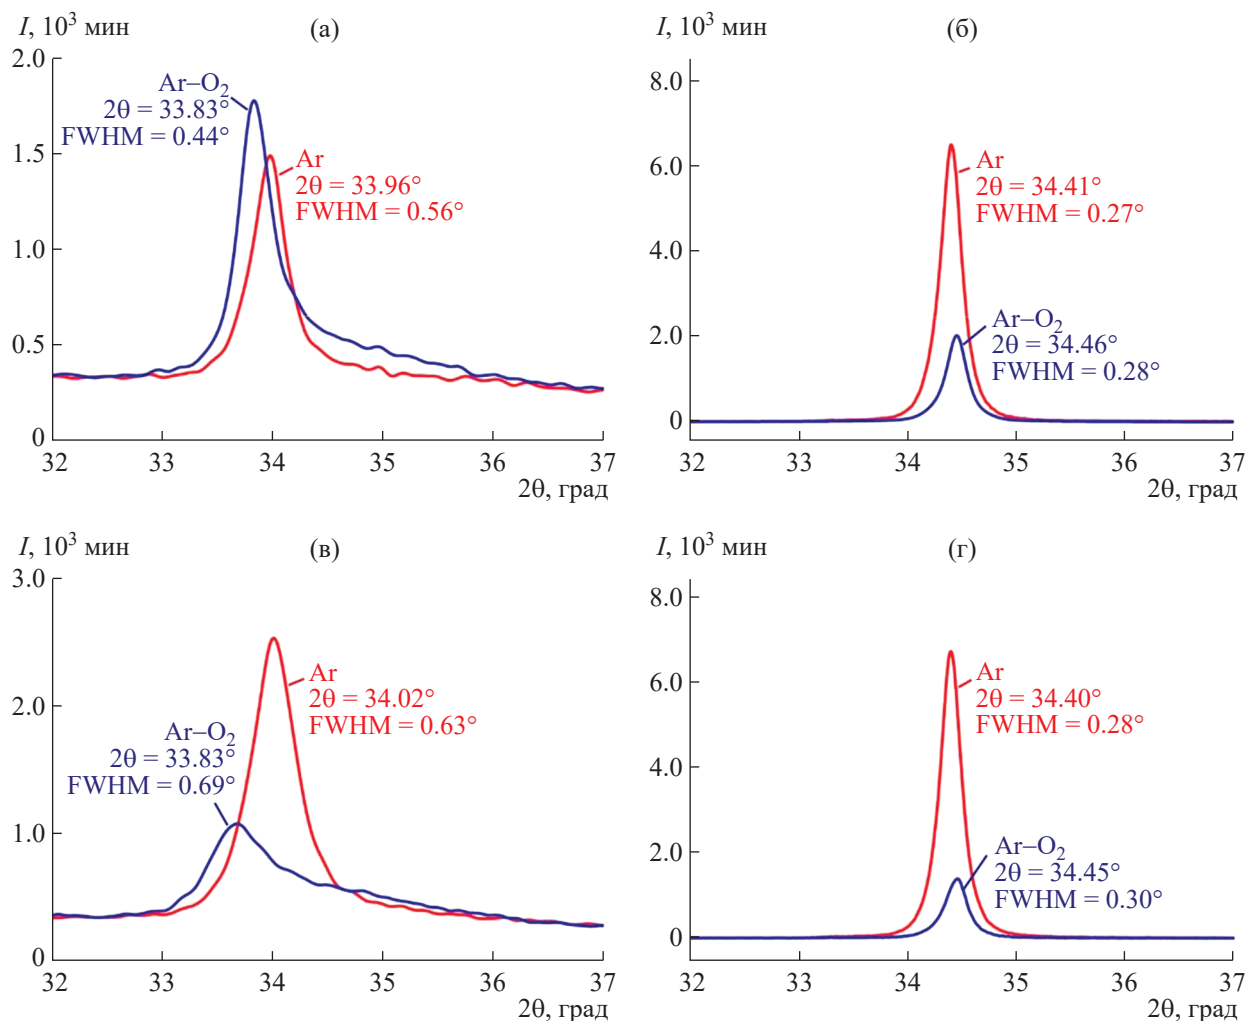 I, 10³ мин
(а)
2.0
1.5
1.0
0.5
0
Ar–O₂
2θ = 33.83°
FWHM = 0.44°
Ar
2θ = 33.96°
FWHM = 0.56°
32 33 34 35 36 37
2θ, град
I, 10³ мин
(б)
8.0
6.0
4.0
2.0
0
Ar
2θ = 34.41°
FWHM = 0.27°
Ar–O₂
2θ = 34.46°
FWHM = 0.28°
32 33 34 35 36 37
2θ, град
I, 10³ мин
(в)
3.0
2.0
1.0
0
Ar
2θ = 34.02°
FWHM = 0.63°
Ar–O₂
2θ = 33.83°
FWHM = 0.69°
32 33 34 35 36 37
2θ, град
I, 10³ мин
(г)
8.0
6.0
4.0
2.0
0
Ar
2θ = 34.40°
FWHM = 0.28°
Ar–O₂
2θ = 34.45°
FWHM = 0.30°
32 33 34 35 36 37
2θ, град